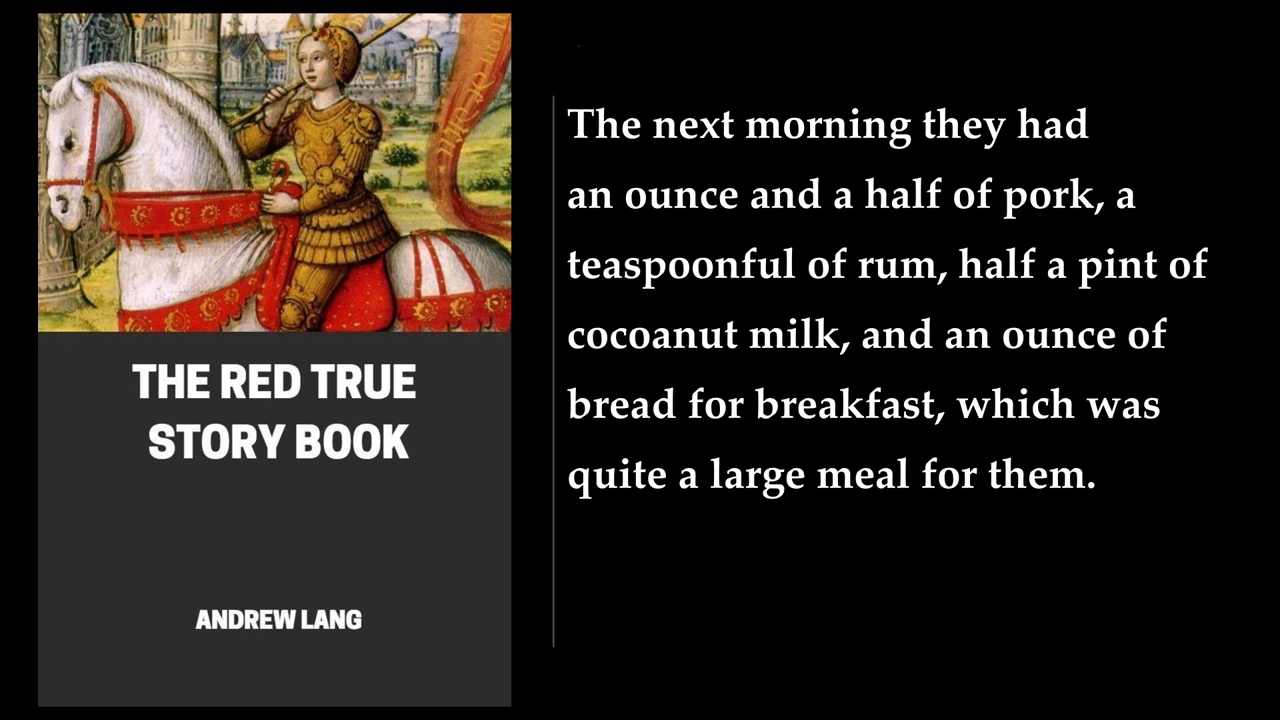 THE RED TRUE
STORY BOOK
ANDREW LANG
The next morning they had
an ounce and a half of pork, a
teaspoonful of rum, half a pint of
cocoanut milk, and an ounce of
bread for breakfast, which was
quite a large meal for them.